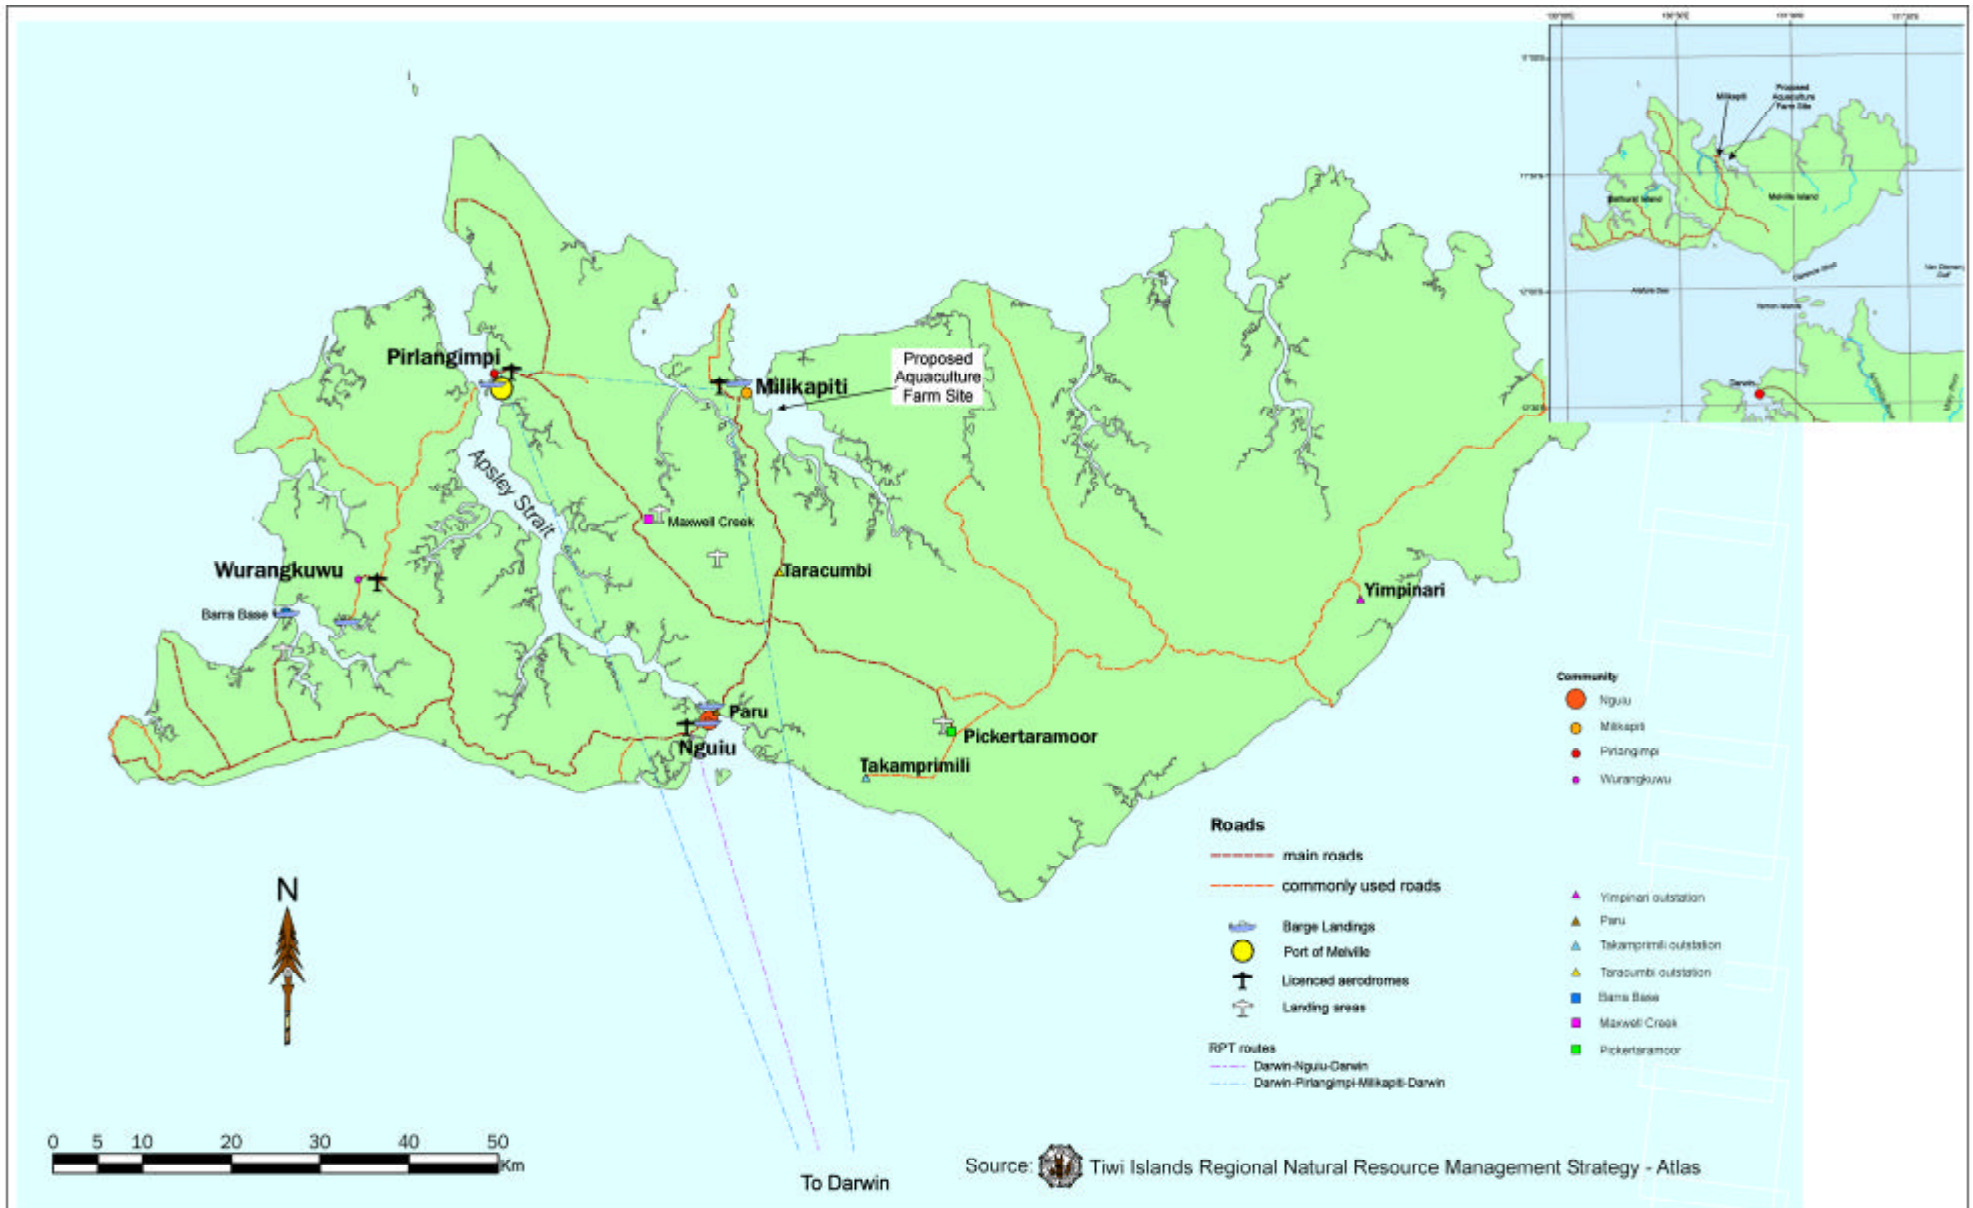 Pirlangimpi
Milikapiti
Proposed
Aquaculture
Farm Site
Apsley Strait
Maxwell Creek
Wurangkuwu
Taracumbi
Barra Base
Yimpinari
Paru
Nguiu
Pickertaramoor
Takamprimili
N
0 5 10 20 30 40 50
Km
To Darwin
Source: Tiwi Islands Regional Natural Resource Management Strategy - Atlas
Roads
main roads
commonly used roads
Barge Landings
Port of Melville
Licenced aerodromes
Landing areas
RPT routes
Darwin-Nguiu-Darwin
Darwin-Pirlangimpi-Milikapiti-Darwin
Community
Nguiu
Milikapiti
Pirlangimpi
Wurangkuwu
Yimpinari outstation
Paru
Takamprimili outstation
Taracumbi outstation
Barra Base
Maxwell Creek
Pickertaramoor
Milikapiti
Proposed
Aquaculture
Farm Site
Bathurst Island
Melville Island
Darwin